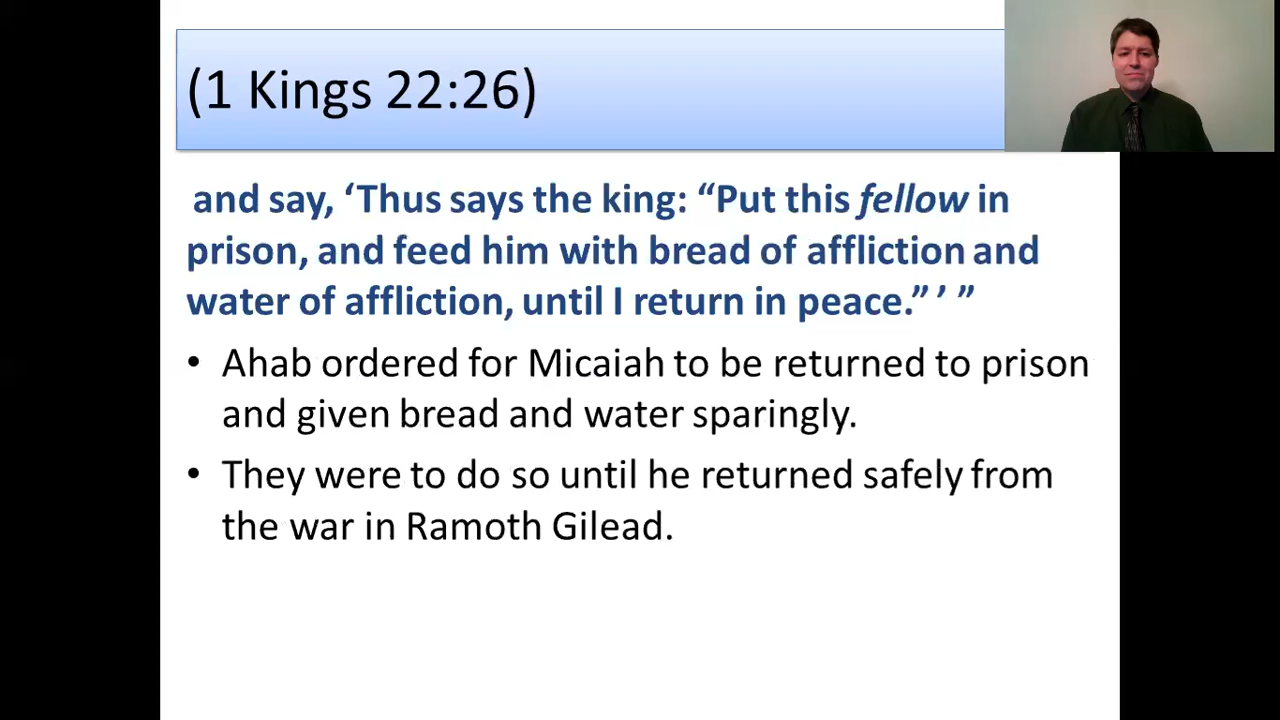 (1 Kings 22:26)
and say, ‘Thus says the king: “Put this fellow in
prison, and feed him with bread of affliction and
water of affliction, until I return in peace.” ’ ”
• Ahab ordered for Micaiah to be returned to prison
and given bread and water sparingly.
• They were to do so until he returned safely from
the war in Ramoth Gilead.